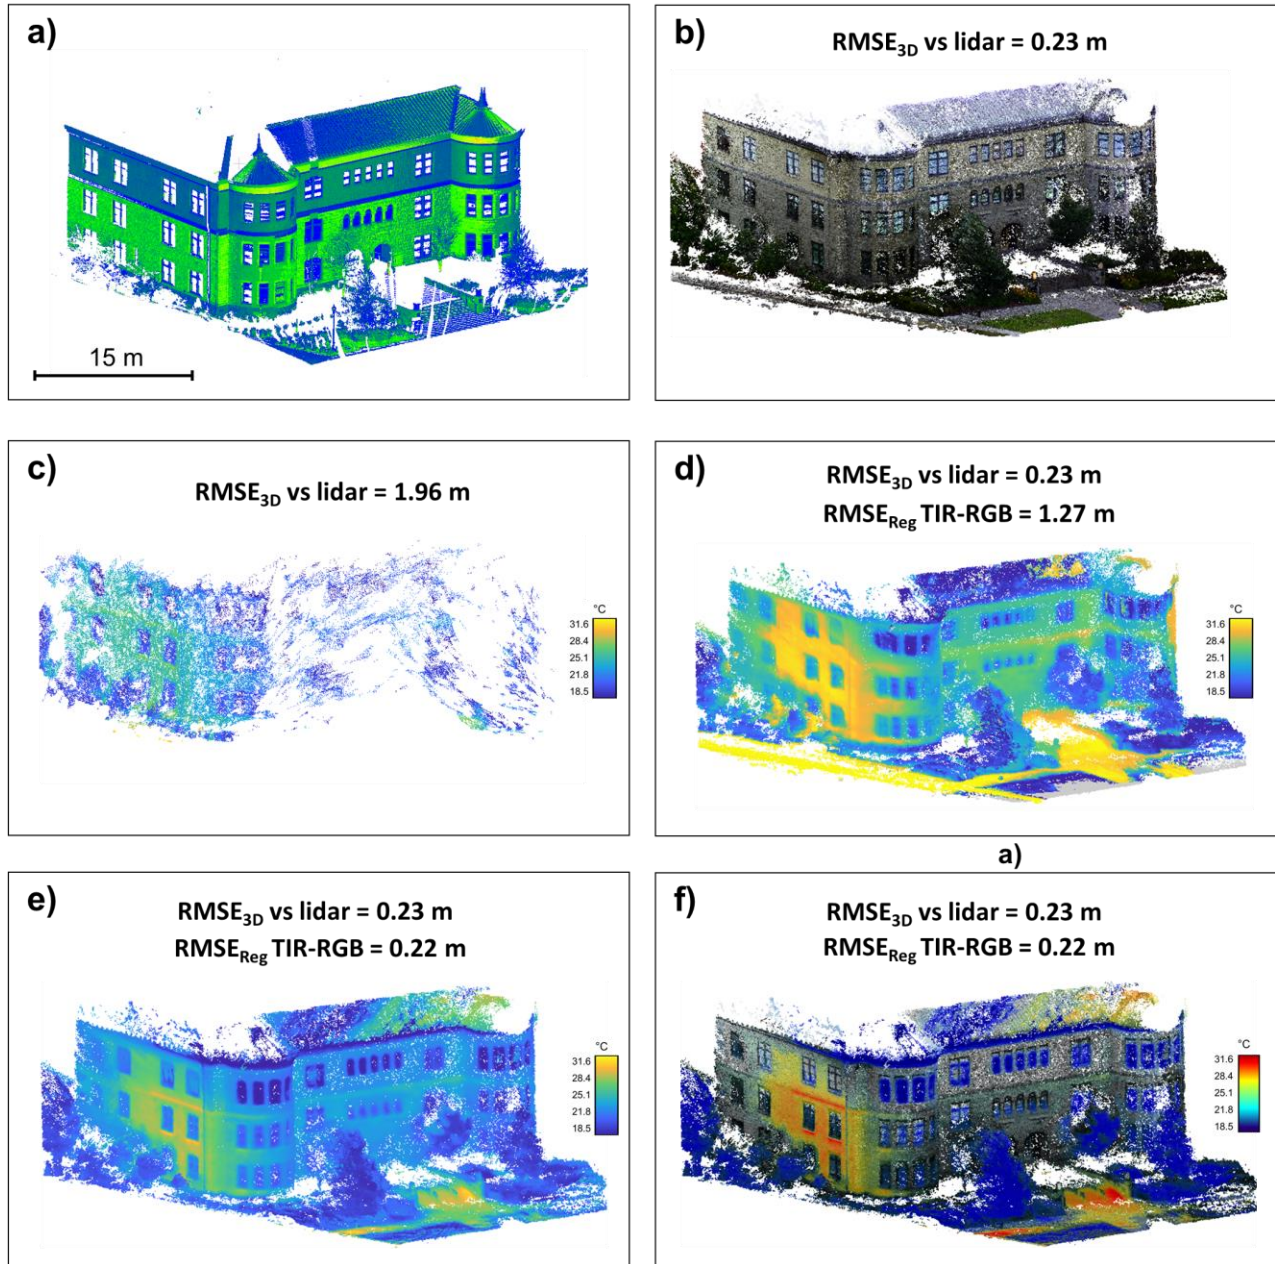 a)
15 m
b)
RMSE3D vs lidar = 0.23 m
c)
RMSE3D vs lidar = 1.96 m
°C
31.6
28.4
25.1
21.8
18.5
d)
RMSE3D vs lidar = 0.23 m
RMSEReg TIR-RGB = 1.27 m
°C
31.6
28.4
25.1
21.8
18.5
a)
e)
RMSE3D vs lidar = 0.23 m
RMSEReg TIR-RGB = 0.22 m
°C
31.6
28.4
25.1
21.8
18.5
f)
RMSE3D vs lidar = 0.23 m
RMSEReg TIR-RGB = 0.22 m
°C
31.6
28.4
25.1
21.8
18.5